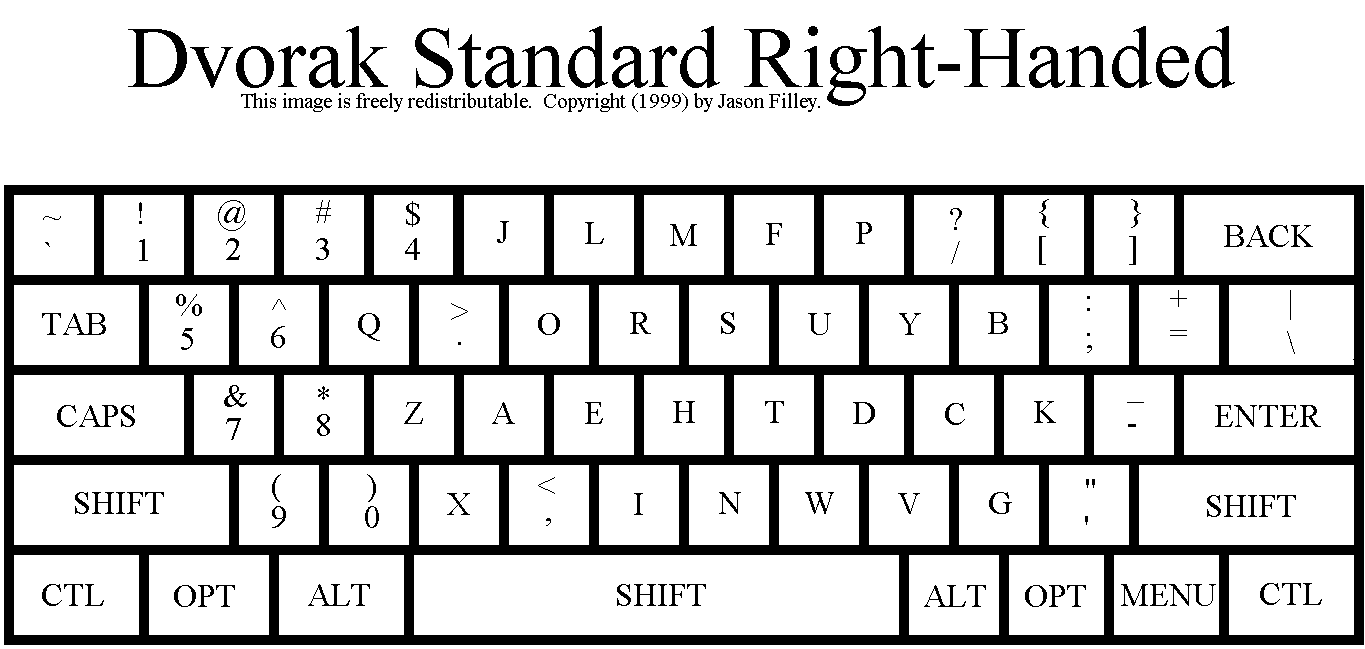 Dvorak Standard Right-Handed
This image is freely redistributable.  Copyright (1999) by Jason Filley.
~ ! @ # $ ? { }
` 1 2 3 4 J L M F P / [ ] BACK
% ^ > : + |
TAB 5 6 Q . O R S U Y B ; = \
& * _
CAPS 7 8 Z A E H T D C K - ENTER
( ) < "
SHIFT 9 0 X , I N W V G ' SHIFT
CTL OPT ALT SHIFT ALT OPT MENU CTL